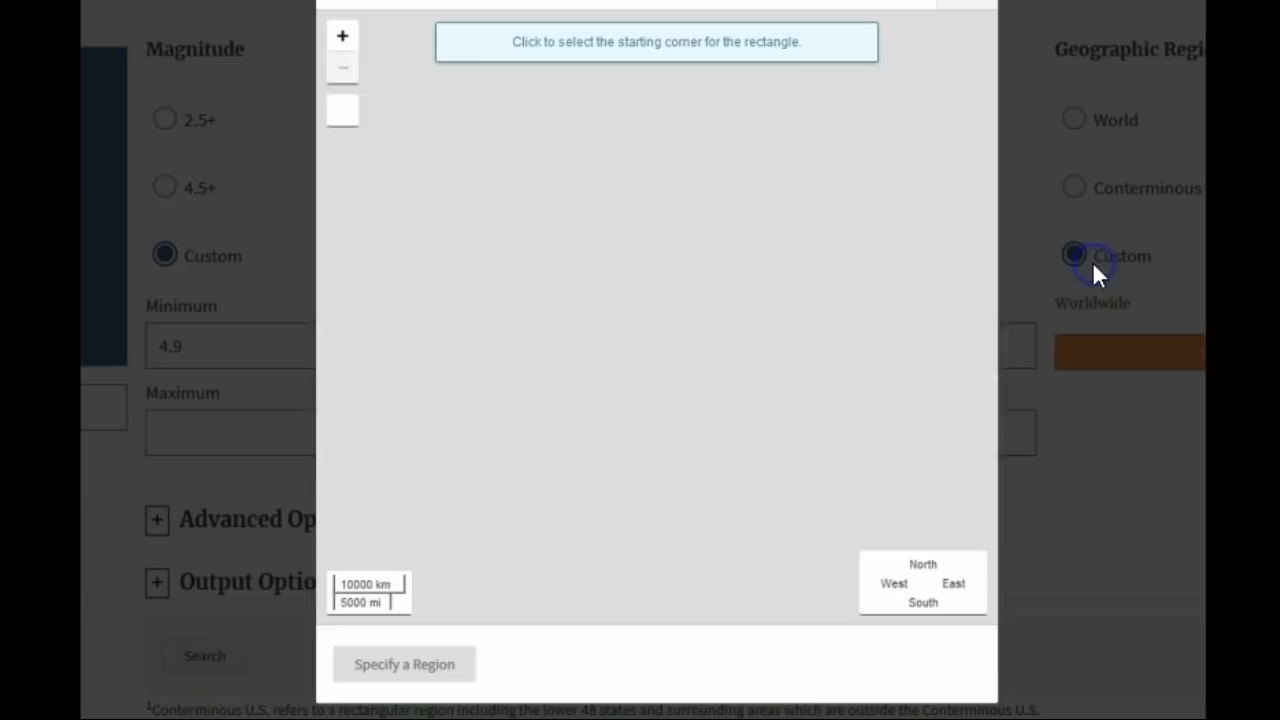 Magnitude
2.5+
4.5+
Custom
Minimum
4.9
Maximum
+ Advanced Op
+ Output Optio
Search
+
−
Click to select the starting corner for the rectangle.
10000 km
5000 mi
North
West East
South
Specify a Region
Geographic Regi
World
Conterminous
Custom
Worldwide
1Conterminous U.S. refers to a rectangular region including the lower 48 states and surrounding areas which are outside the Conterminous U.S.